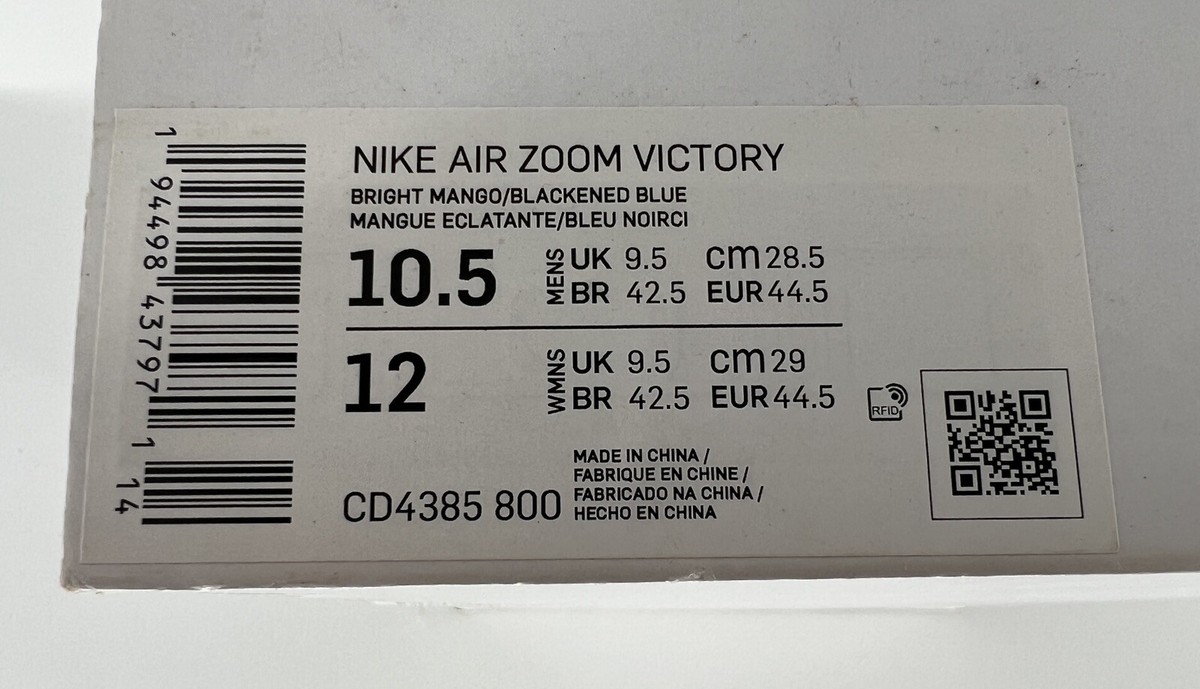 NIKE AIR ZOOM VICTORY
BRIGHT MANGO/BLACKENED BLUE
MANGUE ECLATANTE/BLEU NOIRCI
10.5 MENS UK 9.5 cm 28.5
BR 42.5 EUR 44.5
12 WMNS UK 9.5 cm 29
BR 42.5 EUR 44.5
RFID
MADE IN CHINA /
FABRIQUE EN CHINE /
FABRICADO NA CHINA /
HECHO EN CHINA
CD4385 800
1 94498 43797 1 14